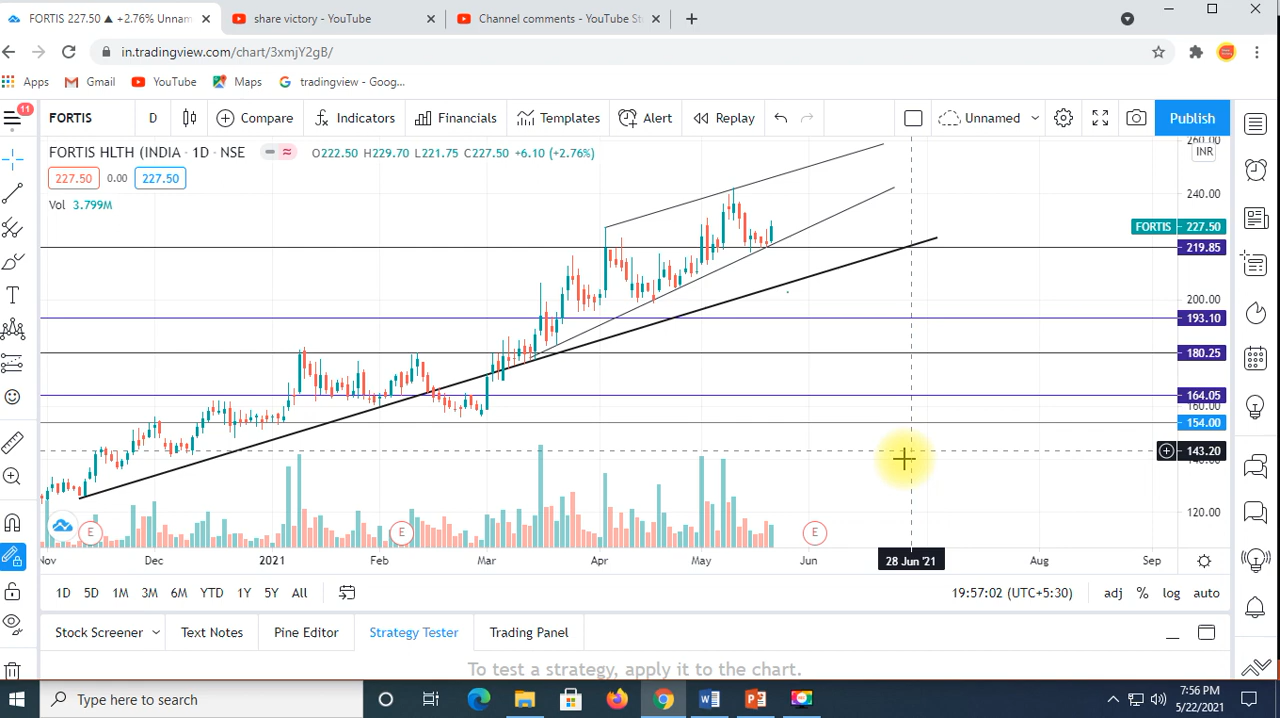 FORTIS 227.50 ▲ +2.76% Unnam
share victory - YouTube
Channel comments - YouTube St
in.tradingview.com/chart/3xmjY2gB/
Apps Gmail YouTube Maps tradingview - Goog...
11
FORTIS D Compare Indicators Financials Templates Alert Replay Unnamed Publish
FORTIS HLTH (INDIA · 1D · NSE O222.50 H229.70 L221.75 C227.50 +6.10 (+2.76%)
260.00
INR
227.50 0.00 227.50
Vol 3.799M
240.00
FORTIS 227.50
219.85
200.00
193.10
180.25
164.05
160.00
154.00
143.20
140.00
120.00
E E E
Nov Dec 2021 Feb Mar Apr May Jun 28 Jun '21 Aug Sep
1D 5D 1M 3M 6M YTD 1Y 5Y All 19:57:02 (UTC+5:30) adj % log auto
Stock Screener Text Notes Pine Editor Strategy Tester Trading Panel
To test a strategy, apply it to the chart.
Type here to search
7:56 PM
5/22/2021